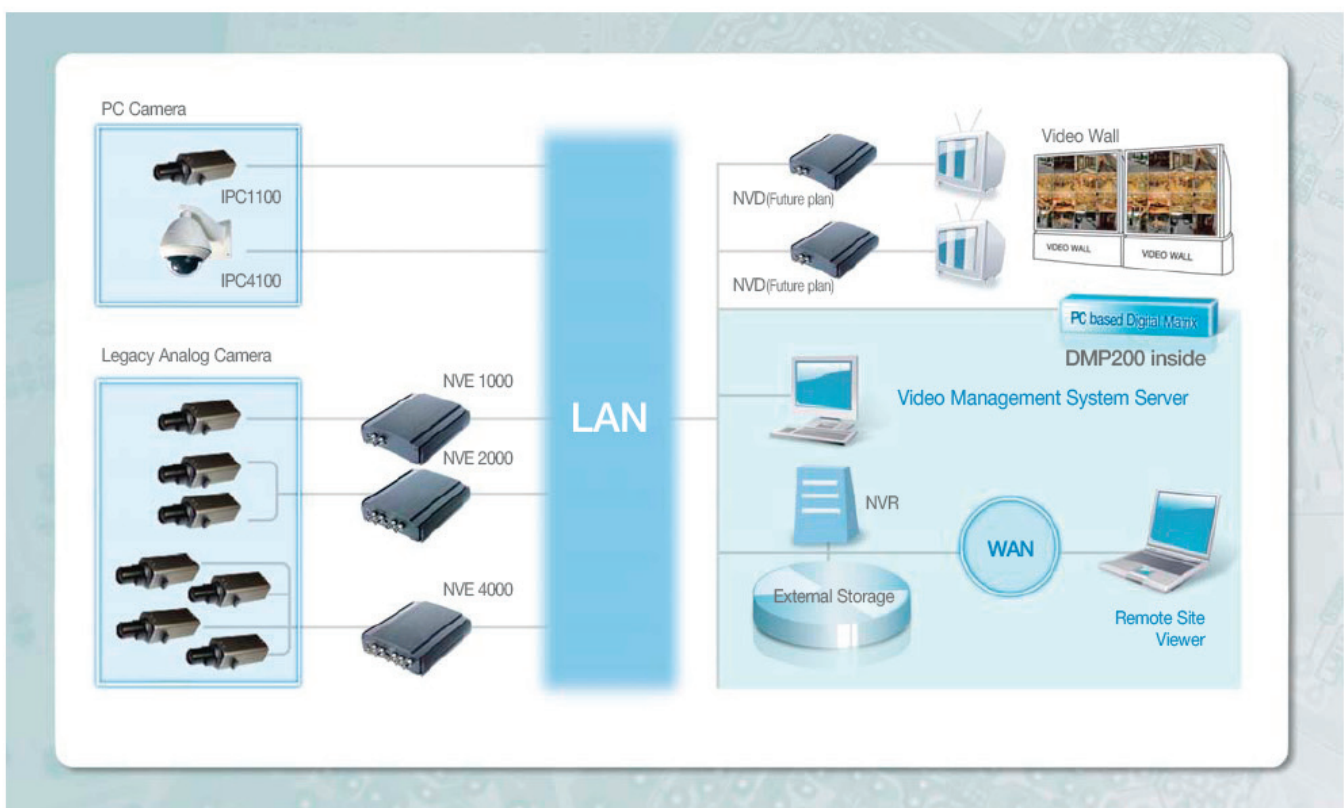 PC Camera
IPC1100
IPC4100
Legacy Analog Camera
NVE 1000
NVE 2000
NVE 4000
LAN
NVD(Future plan)
NVD(Future plan)
Video Wall
VIDEO WALL
VIDEO WALL
PC based Digital Matrix
DMP200 inside
Video Management System Server
NVR
External Storage
WAN
Remote Site
Viewer